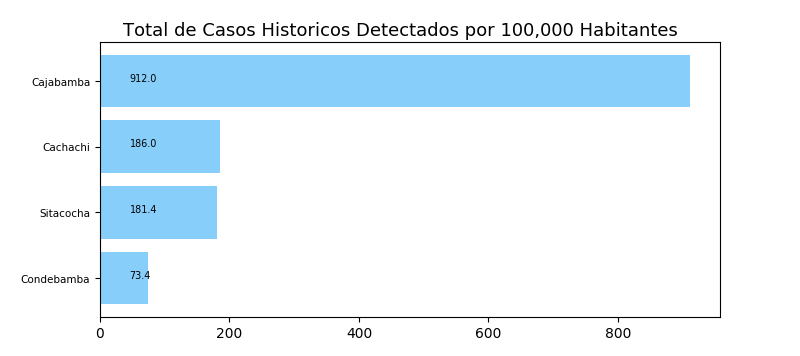 Total de Casos Historicos Detectados por 100,000 Habitantes
Cajabamba 912.0
Cachachi 186.0
Sitacocha 181.4
Condebamba 73.4
0 200 400 600 800